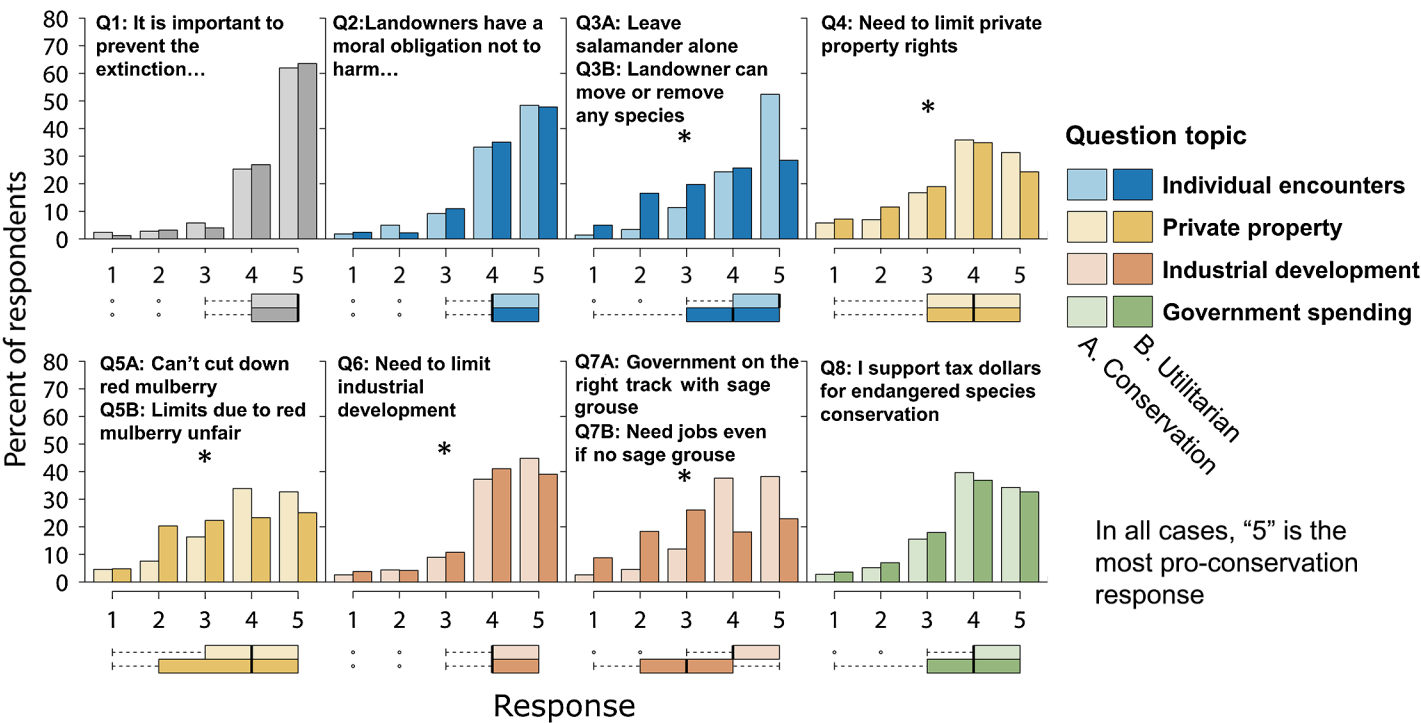 Percent of respondents
80
70
60
50
40
30
20
10
0
Q1: It is important to
prevent the
extinction…
1 2 3 4 5
Q2:Landowners have a
moral obligation not to
harm…
1 2 3 4 5
Q3A: Leave
salamander alone
Q3B: Landowner can
move or remove
any species
*
1 2 3 4 5
Q4: Need to limit private
property rights
*
1 2 3 4 5
80
70
60
50
40
30
20
10
0
Q5A: Can’t cut down
red mulberry
Q5B: Limits due to red
mulberry unfair
*
1 2 3 4 5
Q6: Need to limit
industrial
development
*
1 2 3 4 5
Q7A: Government on the
right track with sage
grouse
Q7B: Need jobs even
if no sage grouse
*
1 2 3 4 5
Q8: I support tax dollars
for endangered species
conservation
1 2 3 4 5
Response
Question topic
Individual encounters
Private property
Industrial development
Government spending
A. Conservation
B. Utilitarian
In all cases, “5” is the
most pro-conservation
response